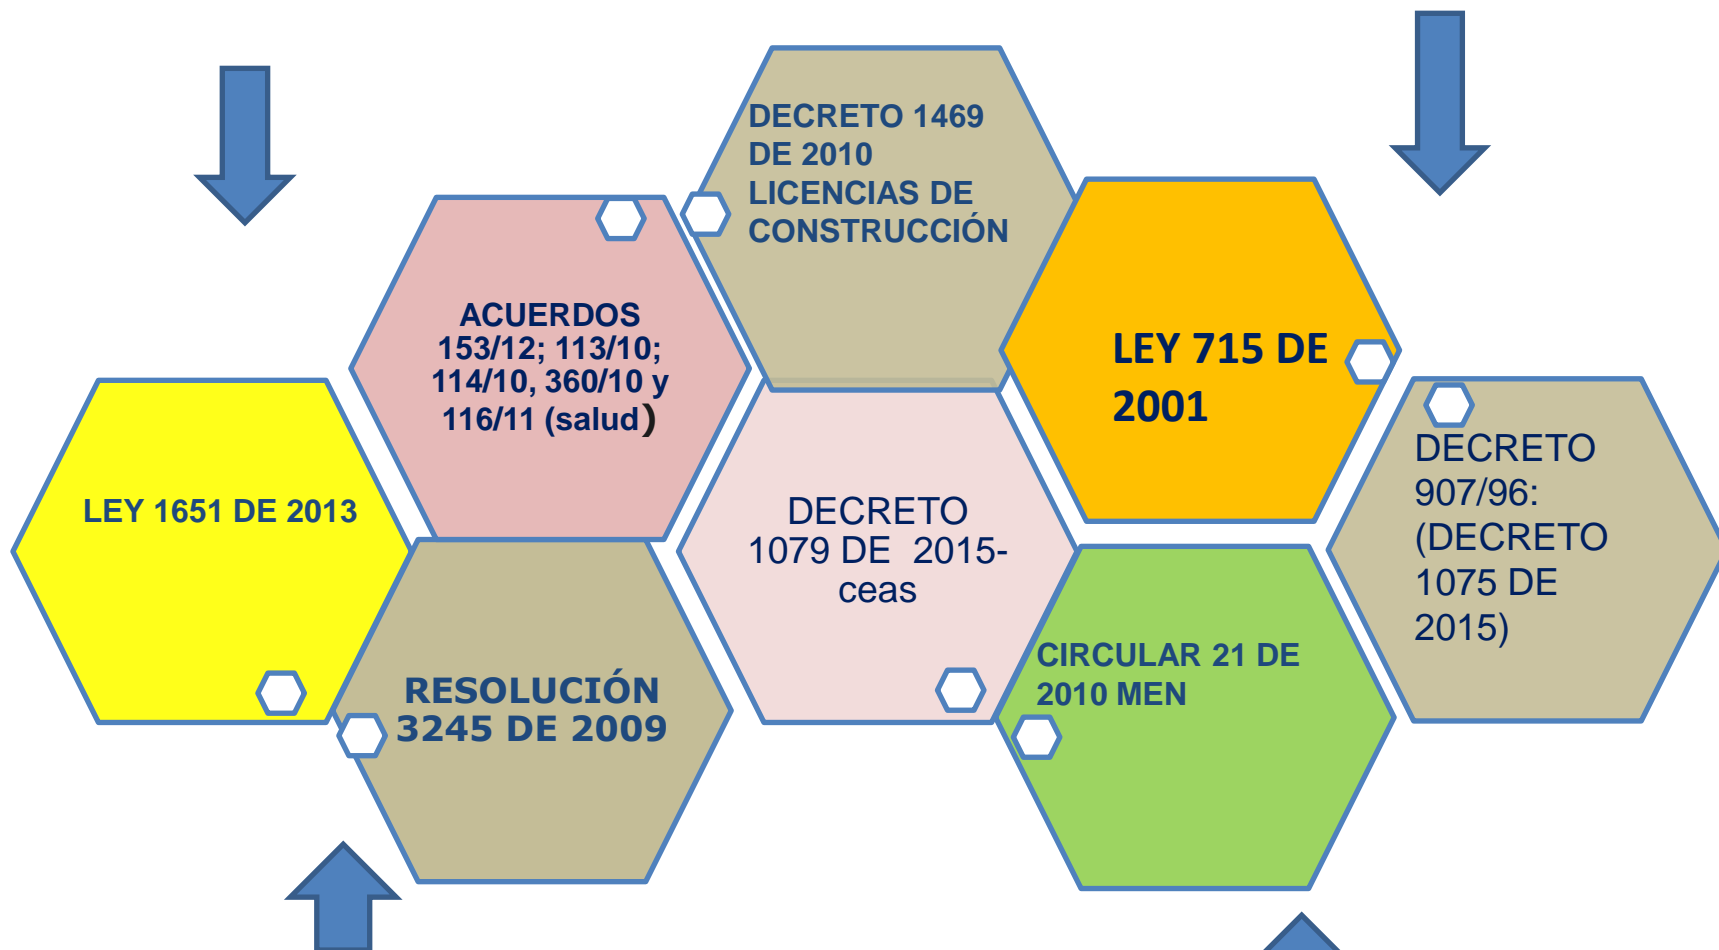 DECRETO 1469
DE 2010
LICENCIAS DE
CONSTRUCCIÓN
ACUERDOS
153/12; 113/10;
114/10, 360/10 y
116/11 (salud)
LEY 715 DE
2001
LEY 1651 DE 2013
DECRETO
1079 DE 2015-
ceas
DECRETO
907/96:
(DECRETO
1075 DE
2015)
RESOLUCIÓN
3245 DE 2009
CIRCULAR 21 DE
2010 MEN